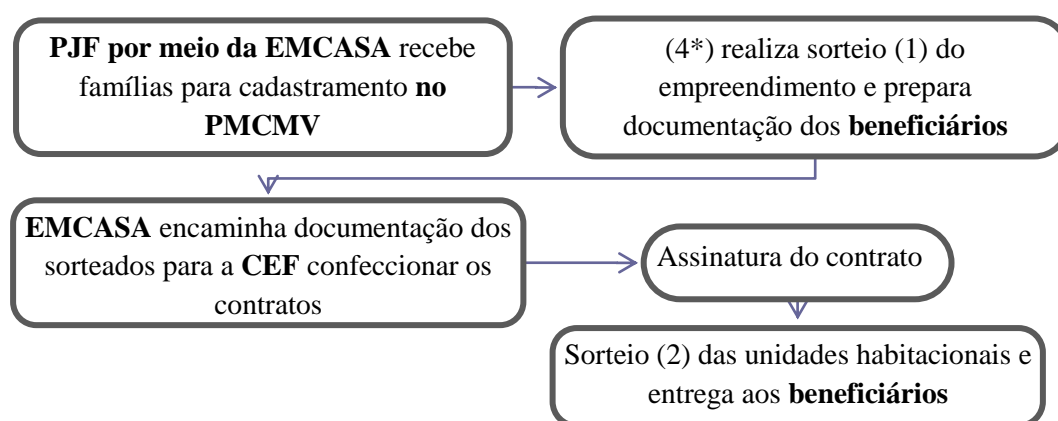 PJF por meio da EMCASA recebe
famílias para cadastramento no
PMCMV
(4*) realiza sorteio (1) do
empreendimento e prepara
documentação dos beneficiários
EMCASA encaminha documentação dos
sorteados para a CEF confeccionar os
contratos
Assinatura do contrato
Sorteio (2) das unidades habitacionais e
entrega aos beneficiários